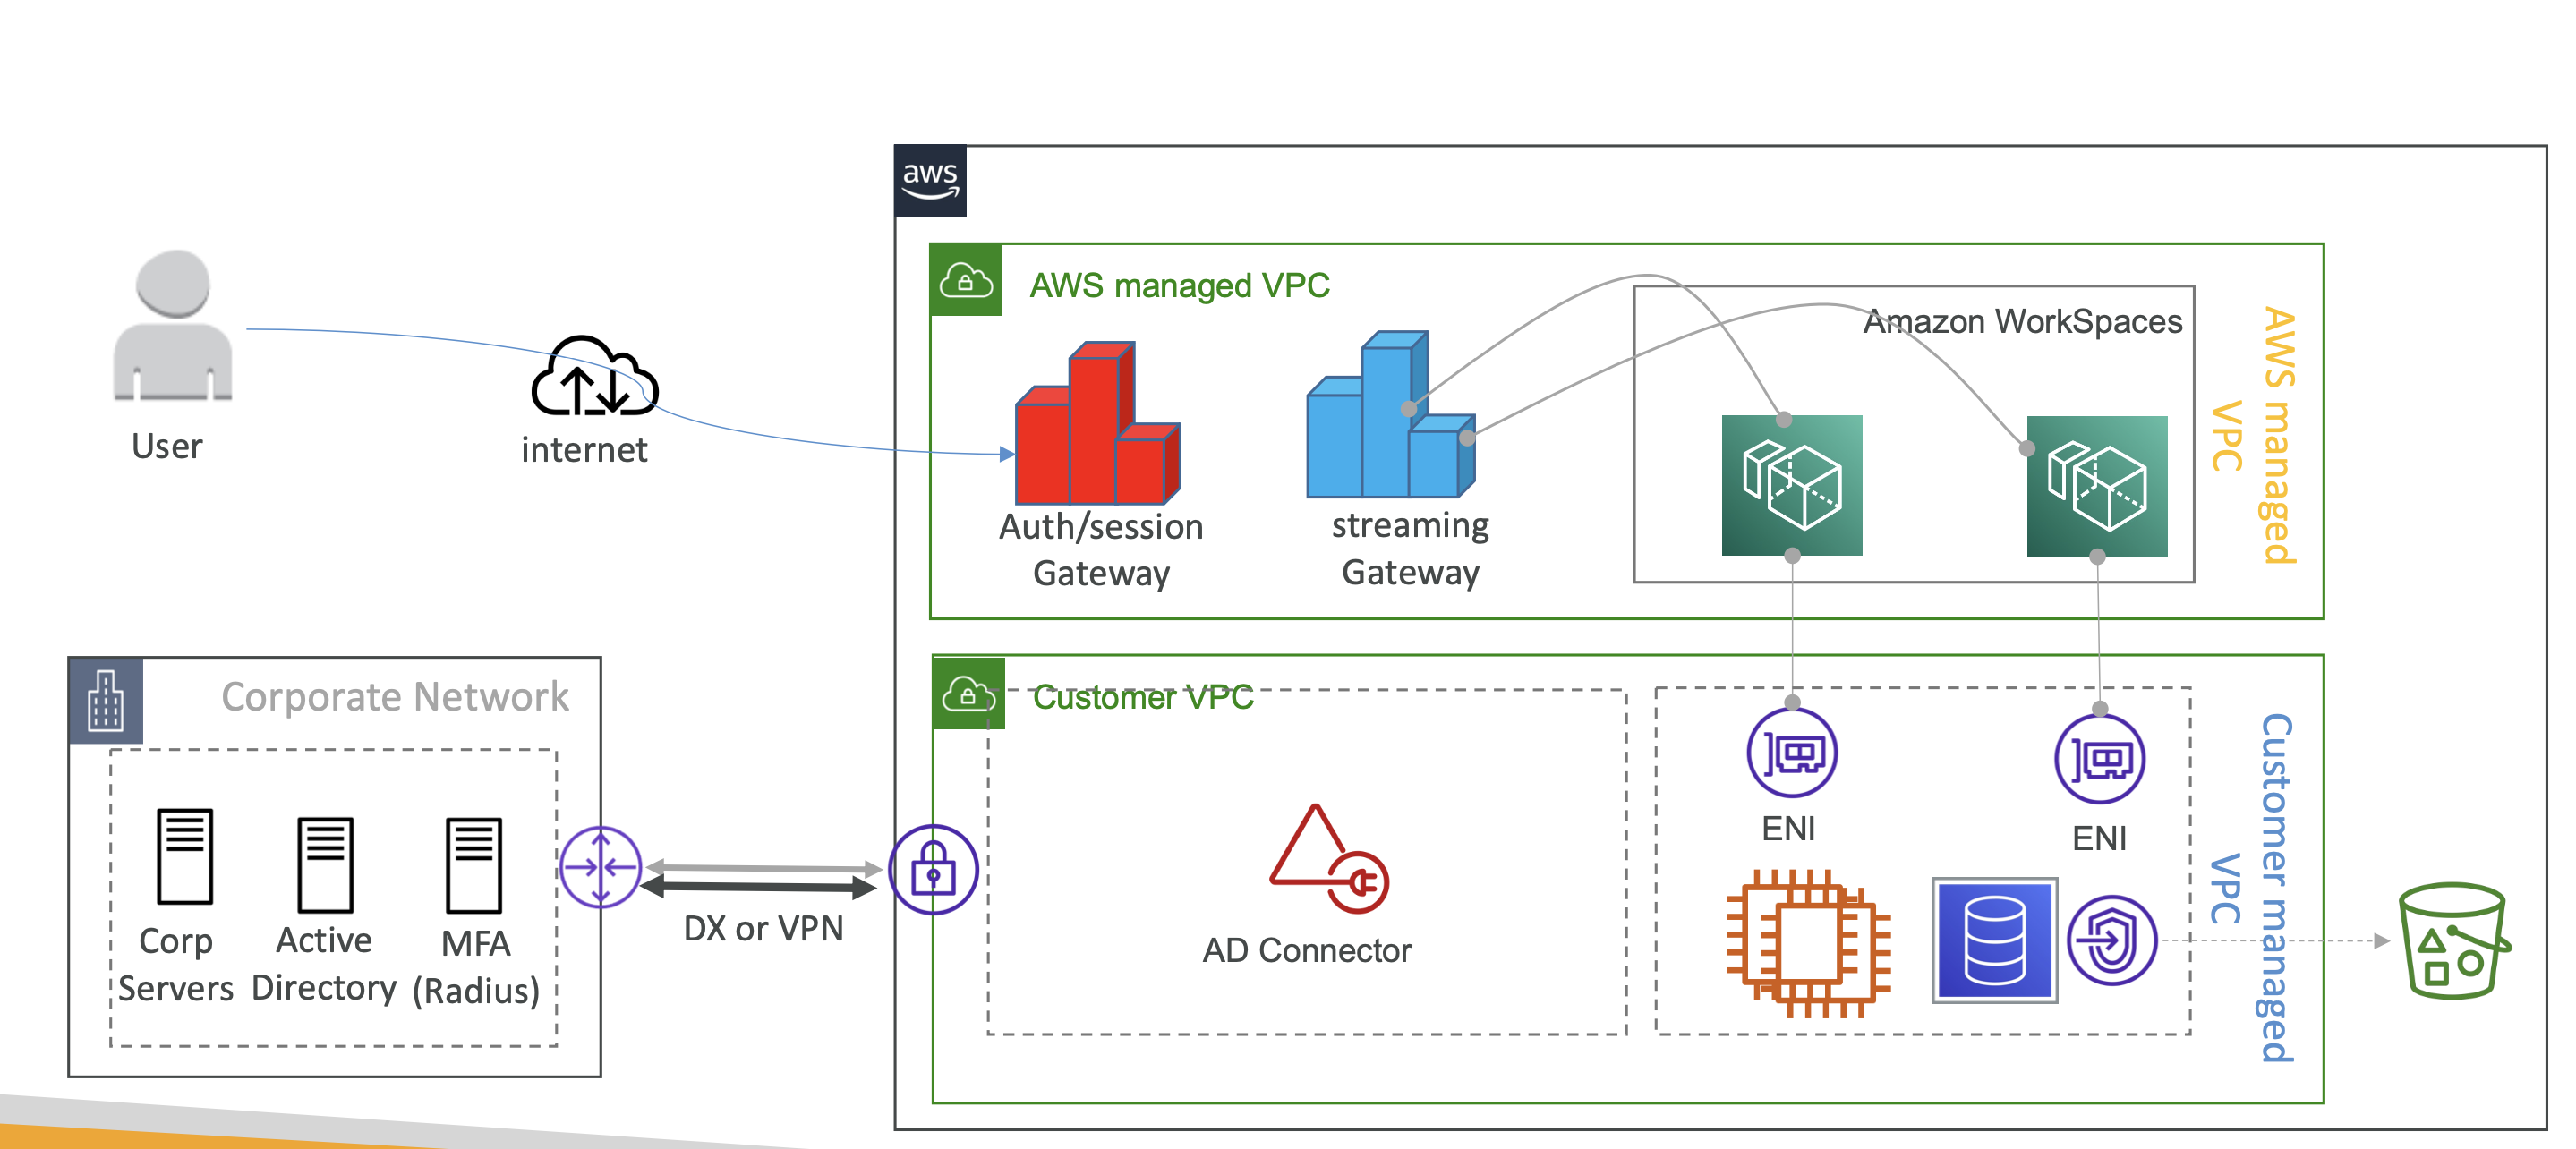 aws
AWS managed VPC
Amazon WorkSpaces
AWS managed
VPC
User
internet
Auth/session
Gateway
streaming
Gateway
Corporate Network
Customer VPC
Corp
Servers
Active
Directory
MFA
(Radius)
DX or VPN
AD Connector
ENI
ENI
Customer managed
VPC